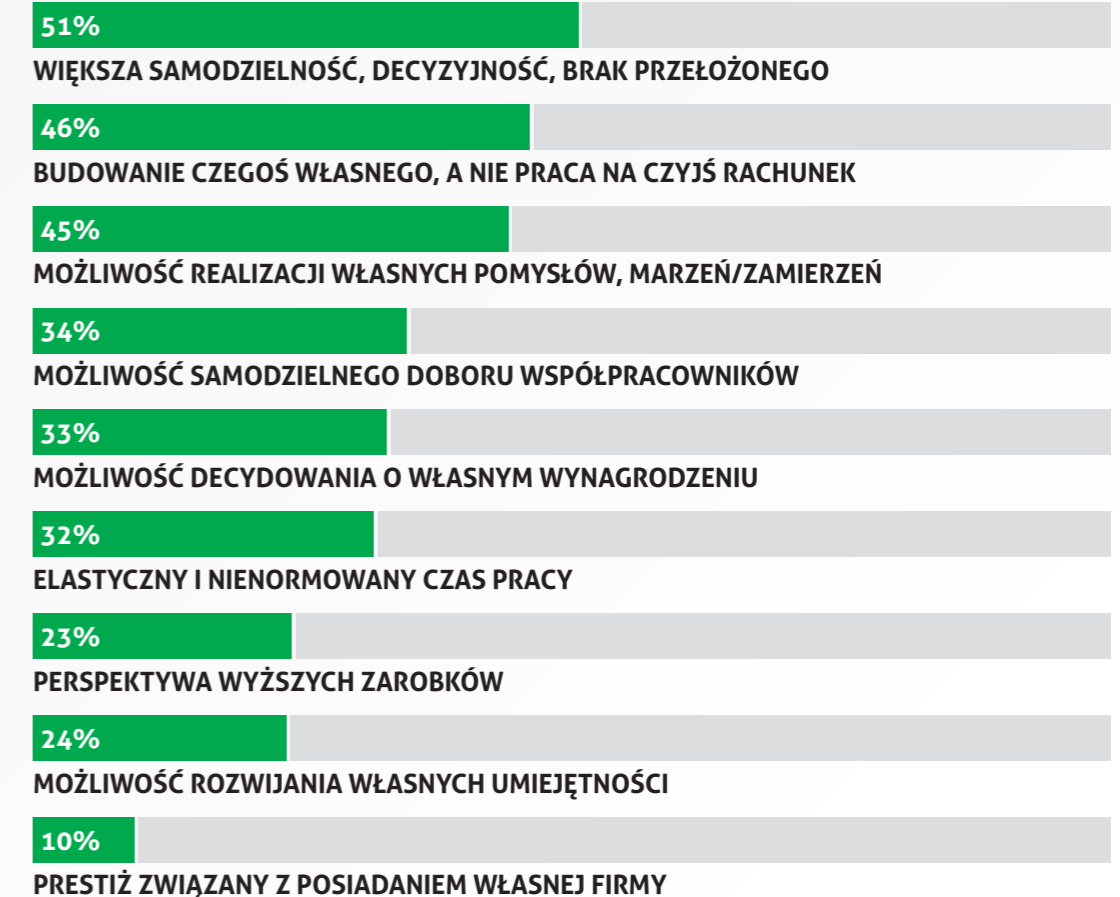 51%
WIĘKSZA SAMODZIELNOŚĆ, DECYZYJNOŚĆ, BRAK PRZEŁOŻONEGO
46%
BUDOWANIE CZEGOŚ WŁASNEGO, A NIE PRACA NA CZYJŚ RACHUNEK
45%
MOŻLIWOŚĆ REALIZACJI WŁASNYCH POMYSŁÓW, MARZEŃ/ZAMIERZEŃ
34%
MOŻLIWOŚĆ SAMODZIELNEGO DOBORU WSPÓŁPRACOWNIKÓW
33%
MOŻLIWOŚĆ DECYDOWANIA O WŁASNYM WYNAGRODZENIU
32%
ELASTYCZNY I NIENORMOWANY CZAS PRACY
23%
PERSPEKTYWA WYŻSZYCH ZAROBKÓW
24%
MOŻLIWOŚĆ ROZWIJANIA WŁASNYCH UMIEJĘTNOŚCI
10%
PRESTIŻ ZWIĄZANY Z POSIADANIEM WŁASNEJ FIRMY